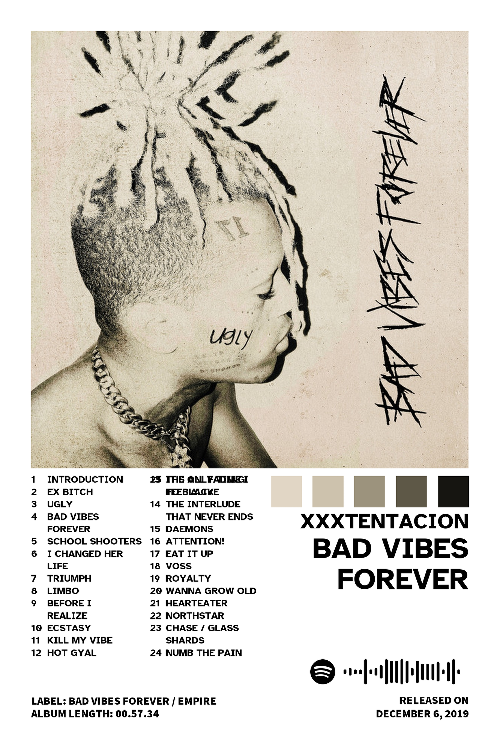 BAD VIBES FOREVER
UGLY
1 INTRODUCTION
2 EX BITCH
3 UGLY
4 BAD VIBES
FOREVER
5 SCHOOL SHOOTERS
6 I CHANGED HER
LIFE
7 TRIUMPH
8 LIMBO
9 BEFORE I
REALIZE
10 ECSTASY
11 KILL MY VIBE
12 HOT GYAL
14 THE INTERLUDE
THAT NEVER ENDS
15 DAEMONS
16 ATTENTION!
17 EAT IT UP
18 VOSS
19 ROYALTY
20 WANNA GROW OLD
21 HEARTEATER
22 NORTHSTAR
23 CHASE / GLASS
SHARDS
24 NUMB THE PAIN
XXXTENTACION
BAD VIBES
FOREVER
LABEL: BAD VIBES FOREVER / EMPIRE
ALBUM LENGTH: 00.57.34
RELEASED ON
DECEMBER 6, 2019